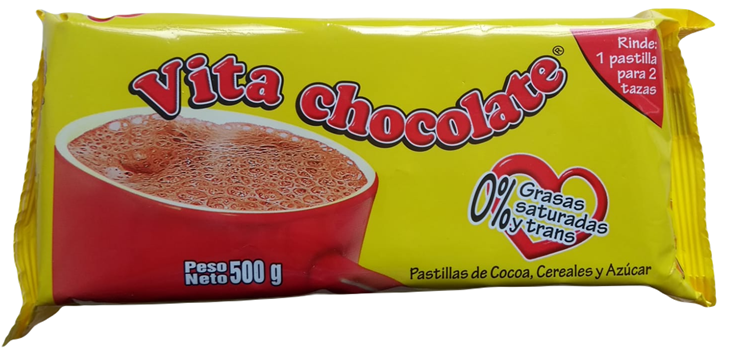 Vita chocolate®
Rinde:
1 pastilla
para 2
tazas
0% Grasas
saturadas
y trans
Peso
Neto 500 g
Pastillas de Cocoa, Cereales y Azúcar